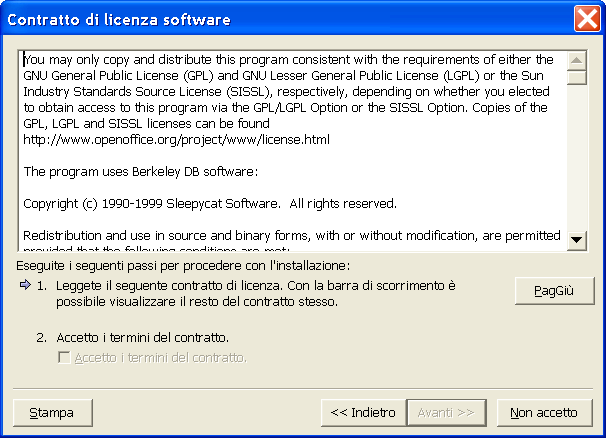 Contratto di licenza software
You may only copy and distribute this program consistent with the requirements of either the
GNU General Public License (GPL) and GNU Lesser General Public License (LGPL) or the Sun
Industry Standards Source License (SISSL), respectively, depending on whether you elected
to obtain access to this program via the GPL/LGPL Option or the SISSL Option. Copies of the
GPL, LGPL and SISSL licenses can be found
http://www.openoffice.org/project/www/license.html
The program uses Berkeley DB software:
Copyright (c) 1990-1999 Sleepycat Software.  All rights reserved.
Redistribution and use in source and binary forms, with or without modification, are permitted
provided that the following conditions are met:
Eseguite i seguenti passi per procedere con l'installazione:
1. Leggete il seguente contratto di licenza. Con la barra di scorrimento è
possibile visualizzare il resto del contratto stesso.
PagGiù
2. Accetto i termini del contratto.
Accetto i termini del contratto.
Stampa
<< Indietro
Avanti >>
Non accetto